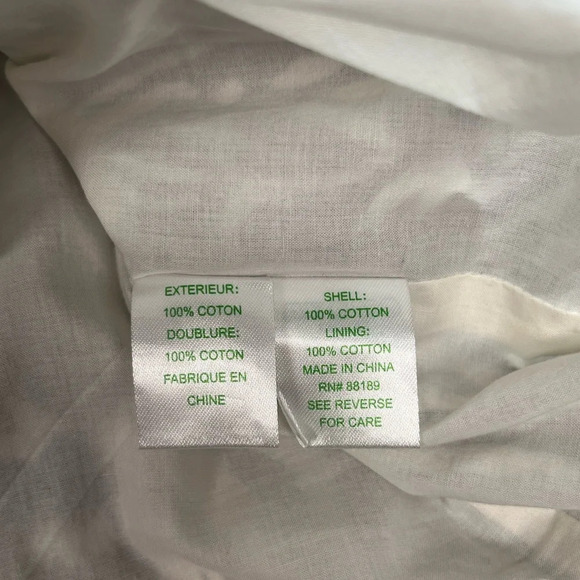 EXTERIEUR:
100% COTON
DOUBLURE:
100% COTON
FABRIQUE EN
CHINE
SHELL:
100% COTTON
LINING:
100% COTTON
MADE IN CHINA
RN# 88189
SEE REVERSE
FOR CARE